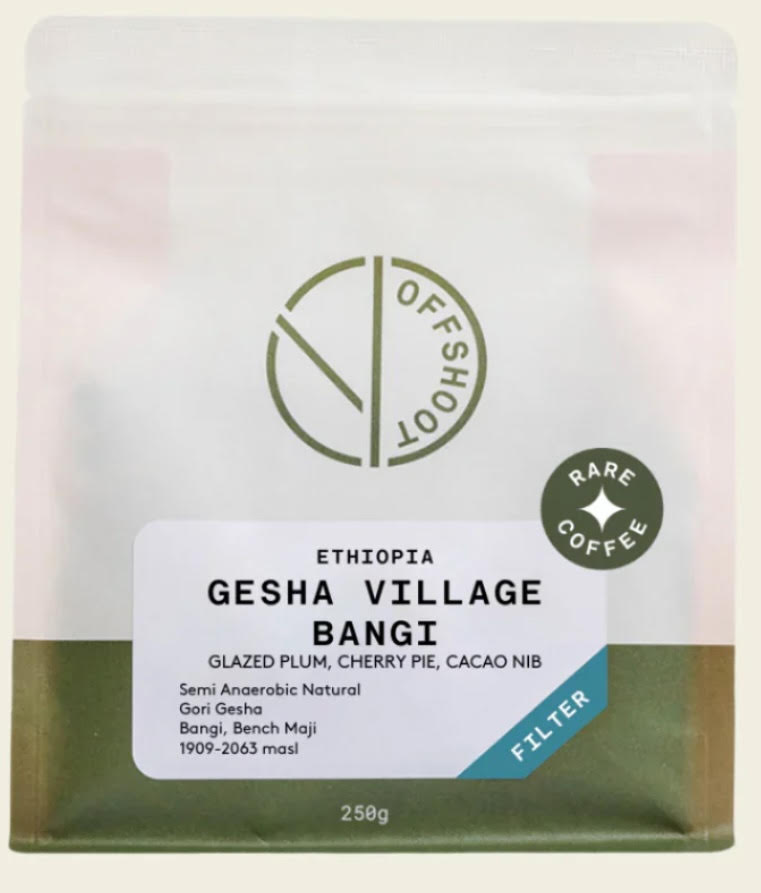 OFFSHOOT
RARE
COFFEE
ETHIOPIA
GESHA VILLAGE
BANGI
GLAZED PLUM, CHERRY PIE, CACAO NIB
Semi Anaerobic Natural
Gori Gesha
Bangi, Bench Maji
1909-2063 masl
FILTER
250g